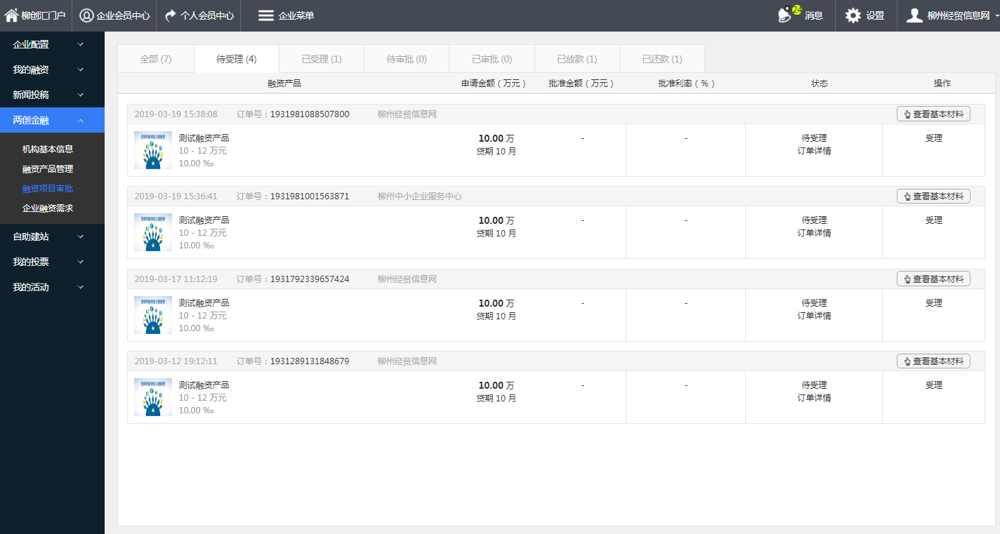 柳创汇门户 企业会员中心 个人会员中心 企业菜单 24 消息 设置 柳州经贸信息网
企业配置
我的融资
新闻投稿
两创金融
机构基本信息
融资产品管理
融资项目审批
企业融资需求
自助建站
我的投票
我的活动
全部 (7) 待受理 (4) 已受理 (1) 待审批 (0) 已审批 (0) 已放款 (1) 已还款 (1)
融资产品 申请金额（万元） 批准金额（万元） 批准利率（%） 状态 操作
2019-03-19 15:38:08 订单号：1931981088507800 柳州经贸信息网 查看基本材料
测试融资产品 10.00 万 - - 待受理 受理
10 - 12 万元 贷期 10 月 订单详情
10.00 ‰
2019-03-19 15:36:41 订单号：1931981001563871 柳州中小企业服务中心 查看基本材料
测试融资产品 10.00 万 - - 待受理 受理
10 - 12 万元 贷期 10 月 订单详情
10.00 ‰
2019-03-17 11:12:19 订单号：1931792339657424 柳州经贸信息网 查看基本材料
测试融资产品 10.00 万 - - 待受理 受理
10 - 12 万元 贷期 10 月 订单详情
10.00 ‰
2019-03-12 19:12:11 订单号：1931289131848679 柳州经贸信息网 查看基本材料
测试融资产品 10.00 万 - - 待受理 受理
10 - 12 万元 贷期 10 月 订单详情
10.00 ‰